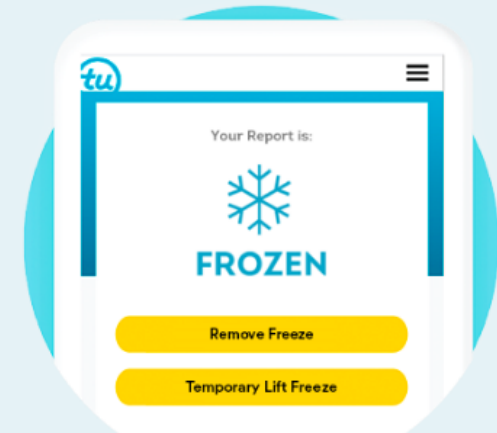 tu
Your Report is:
FROZEN
Remove Freeze
Temporary Lift Freeze